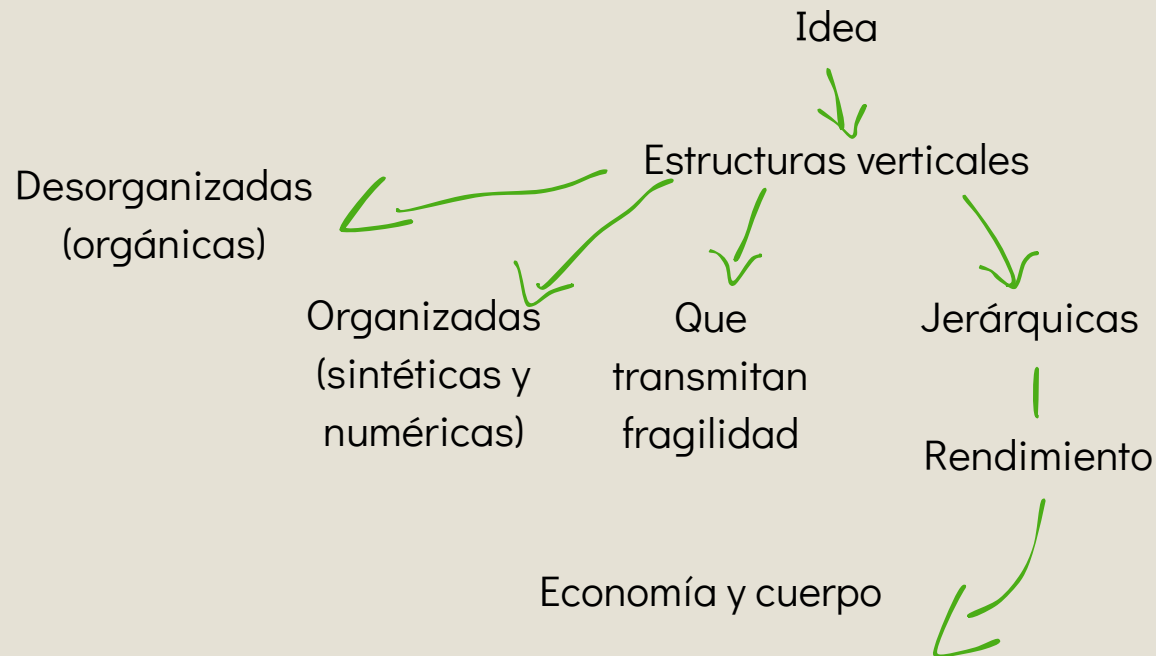 Idea
Estructuras verticales
Desorganizadas
(orgánicas)
Organizadas
(sintéticas y
numéricas)
Que
transmitan
fragilidad
Jerárquicas
Rendimiento
Economía y cuerpo